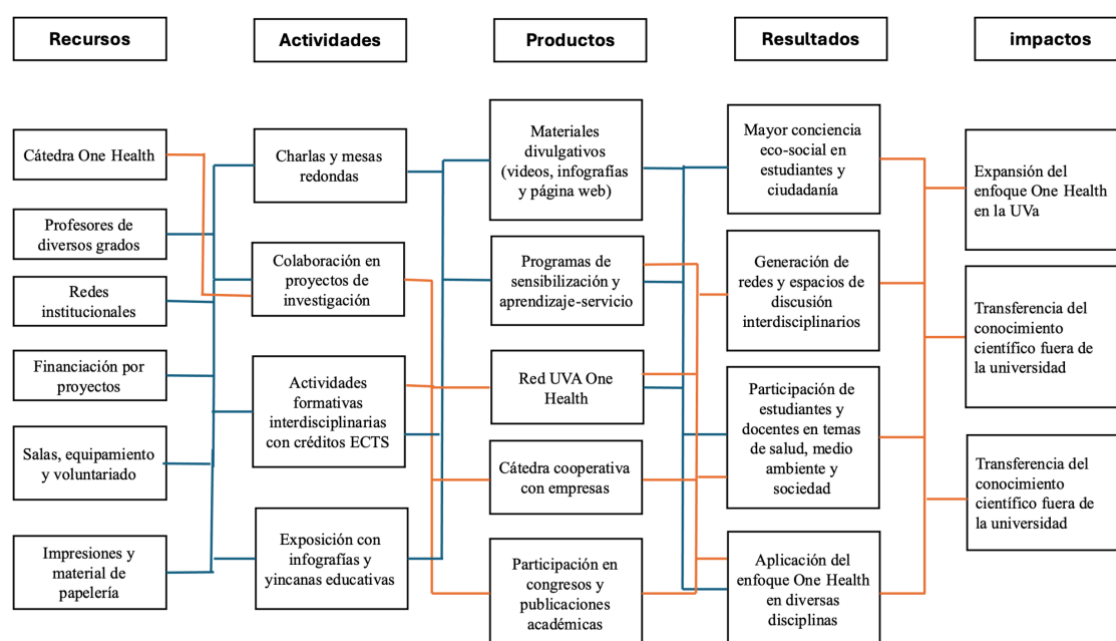 Recursos
Actividades
Productos
Resultados
impactos
Cátedra One Health
Profesores de
diversos grados
Redes
institucionales
Financiación por
proyectos
Salas, equipamiento
y voluntariado
Impresiones y
material de
papelería
Charlas y mesas
redondas
Colaboración en
proyectos de
investigación
Actividades
formativas
interdisciplinarias
con créditos ECTS
Exposición con
infografías y
yincanas educativas
Materiales
divulgativos
(videos, infografías
y página web)
Programas de
sensibilización y
aprendizaje-servicio
Red UVA One
Health
Cátedra cooperativa
con empresas
Participación en
congresos y
publicaciones
académicas
Mayor conciencia
eco-social en
estudiantes y
ciudadanía
Generación de
redes y espacios de
discusión
interdisciplinarios
Participación de
estudiantes y
docentes en temas
de salud, medio
ambiente y
sociedad
Aplicación del
enfoque One Health
en diversas
disciplinas
Expansión del
enfoque One Health
en la UVa
Transferencia del
conocimiento
científico fuera de
la universidad
Transferencia del
conocimiento
científico fuera de
la universidad